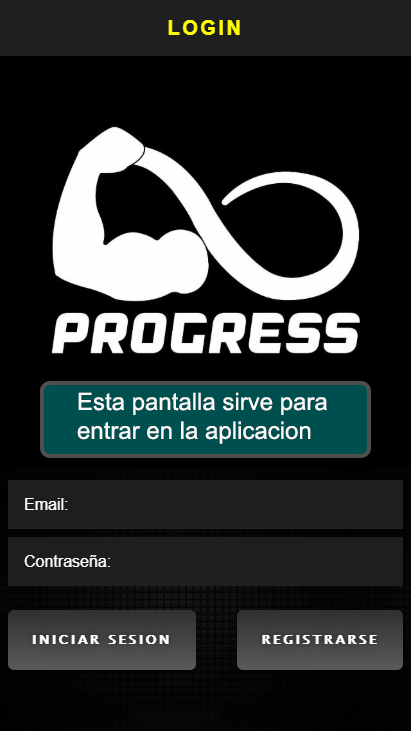 LOGIN
PROGRESS
Esta pantalla sirve para
entrar en la aplicacion
Email:
Contraseña:
INICIAR SESION
REGISTRARSE